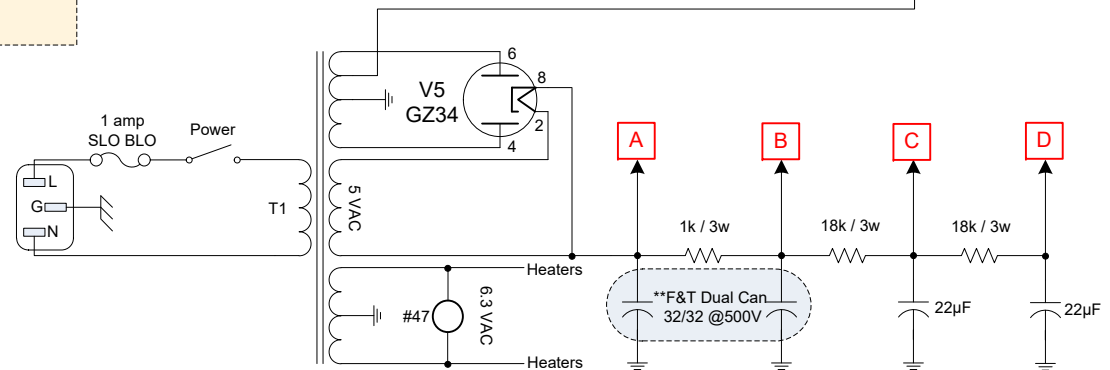 6
8
V5
GZ34
2
4
1 amp
SLO BLO
Power
L
G
N
T1
5 VAC
A
B
C
D
1k / 3w
18k / 3w
18k / 3w
Heaters
#47
6.3 VAC
Heaters
**F&T Dual Can
32/32 @500V
22µF
22µF